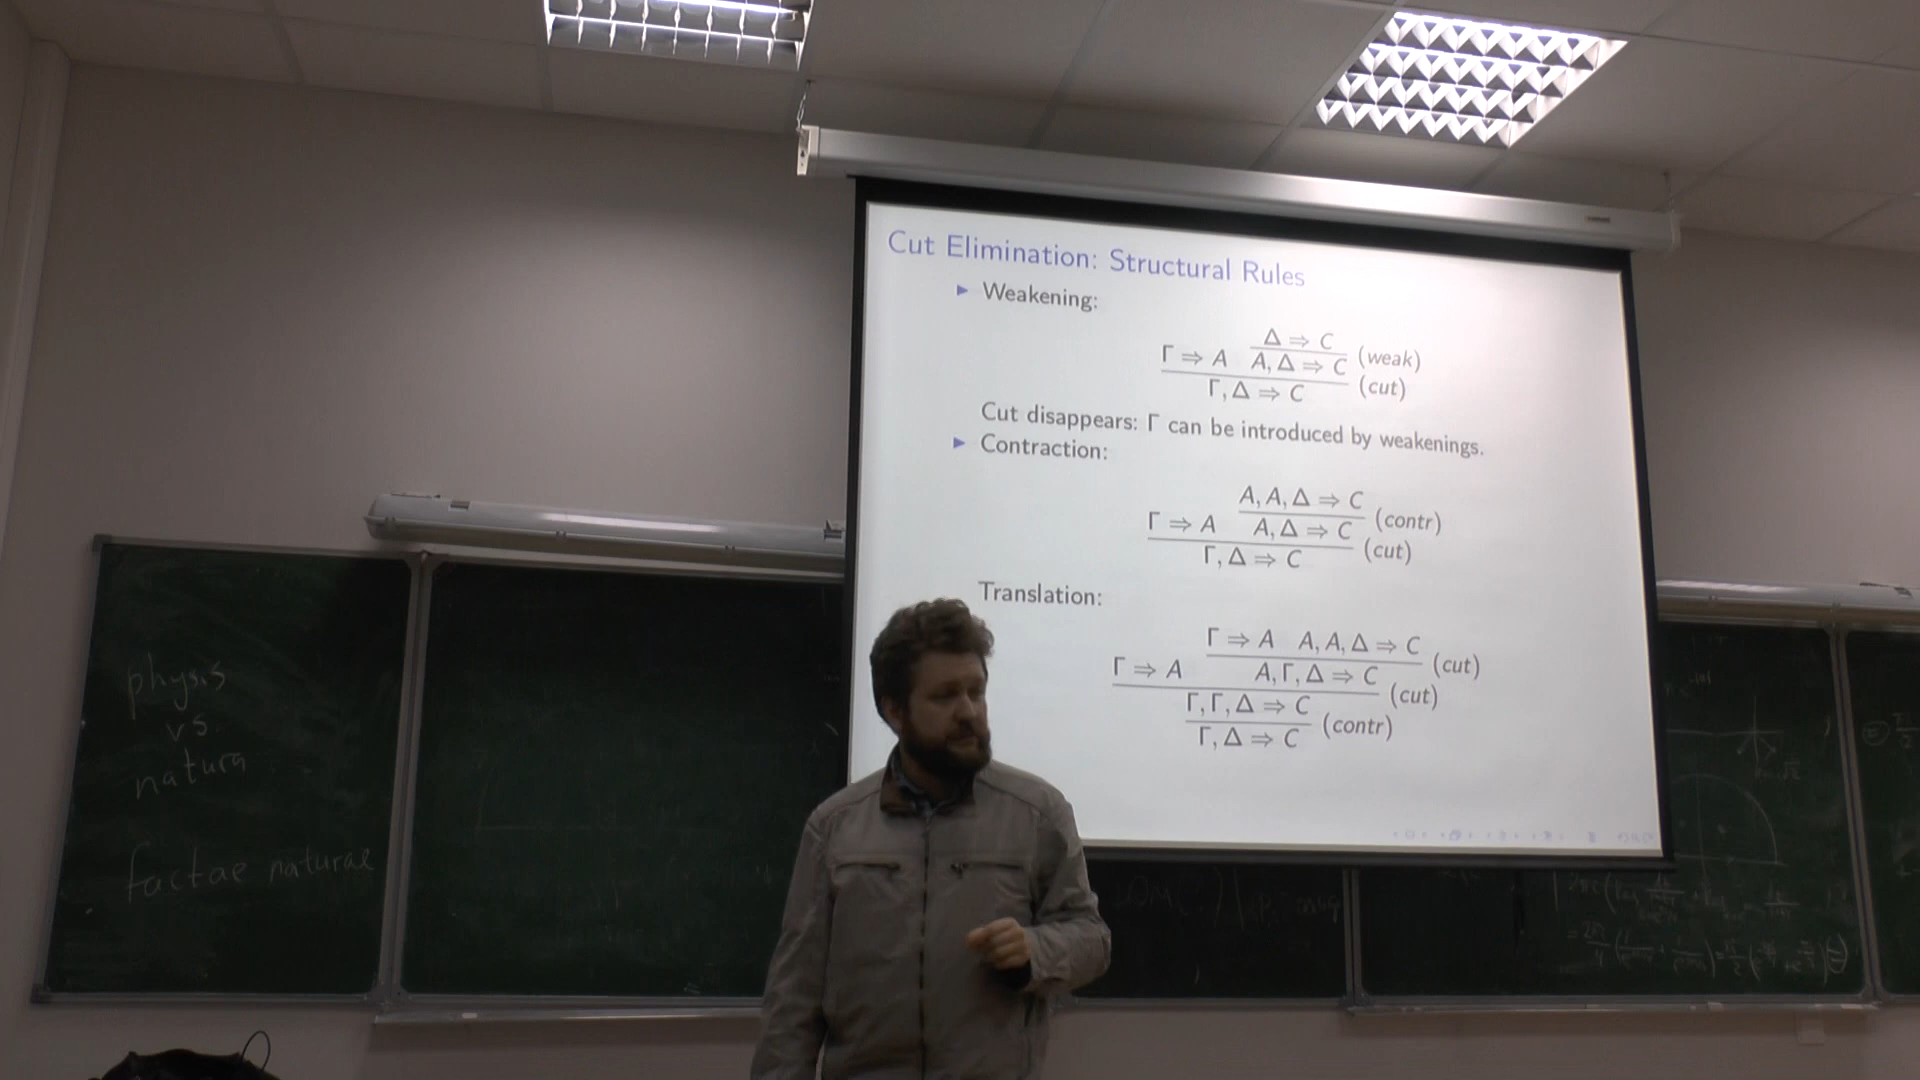 physis
vs.
natura
factae naturae
Cut Elimination: Structural Rules
▶ Weakening:
Δ ⇒ C
Γ ⇒ A A, Δ ⇒ C (weak)
Γ, Δ ⇒ C (cut)
Cut disappears: Γ can be introduced by weakenings.
▶ Contraction:
A, A, Δ ⇒ C
Γ ⇒ A A, Δ ⇒ C (contr)
Γ, Δ ⇒ C (cut)
Translation:
Γ ⇒ A A, A, Δ ⇒ C
Γ ⇒ A A, Γ, Δ ⇒ C (cut)
Γ, Γ, Δ ⇒ C (cut)
Γ, Δ ⇒ C (contr)